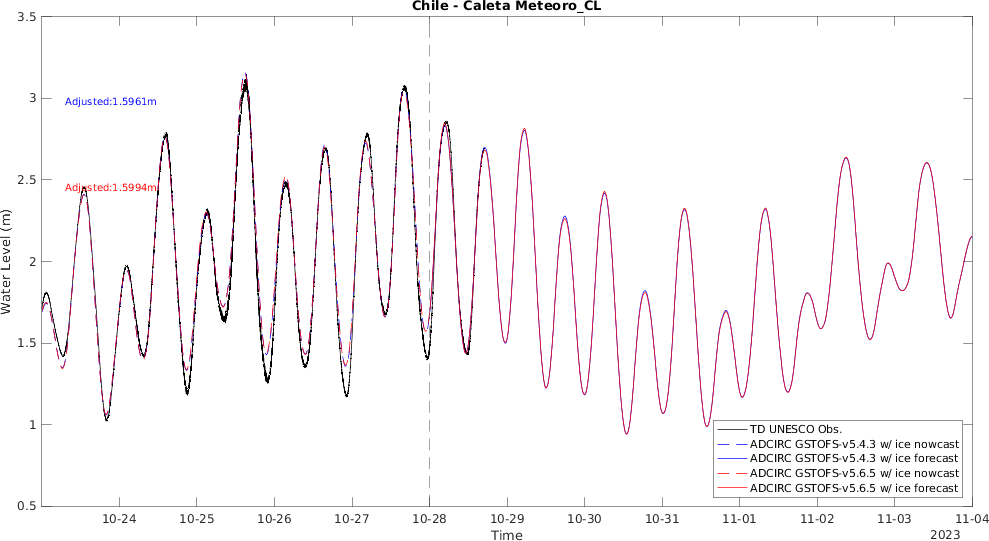 Chile - Caleta Meteoro_CL
3.5
3
2.5
2
1.5
1
0.5
Water Level (m)
Adjusted:1.5961m
Adjusted:1.5994m
TD UNESCO Obs.
ADCIRC GSTOFS-v5.4.3 w/ ice nowcast
ADCIRC GSTOFS-v5.4.3 w/ ice forecast
ADCIRC GSTOFS-v5.6.5 w/ ice nowcast
ADCIRC GSTOFS-v5.6.5 w/ ice forecast
10-24 10-25 10-26 10-27 10-28 10-29 10-30 10-31 11-01 11-02 11-03 11-04
Time
2023